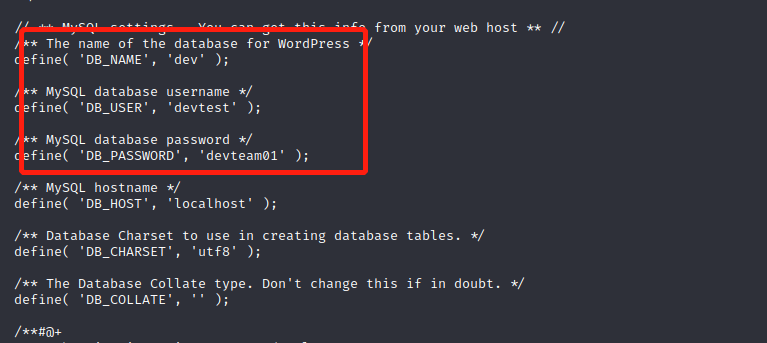 // ** MySQL settings - You can get this info from your web host ** //
/** The name of the database for WordPress */
define( 'DB_NAME', 'dev' );
/** MySQL database username */
define( 'DB_USER', 'devtest' );
/** MySQL database password */
define( 'DB_PASSWORD', 'devteam01' );
/** MySQL hostname */
define( 'DB_HOST', 'localhost' );
/** Database Charset to use in creating database tables. */
define( 'DB_CHARSET', 'utf8' );
/** The Database Collate type. Don't change this if in doubt. */
define( 'DB_COLLATE', '' );
/**#@+